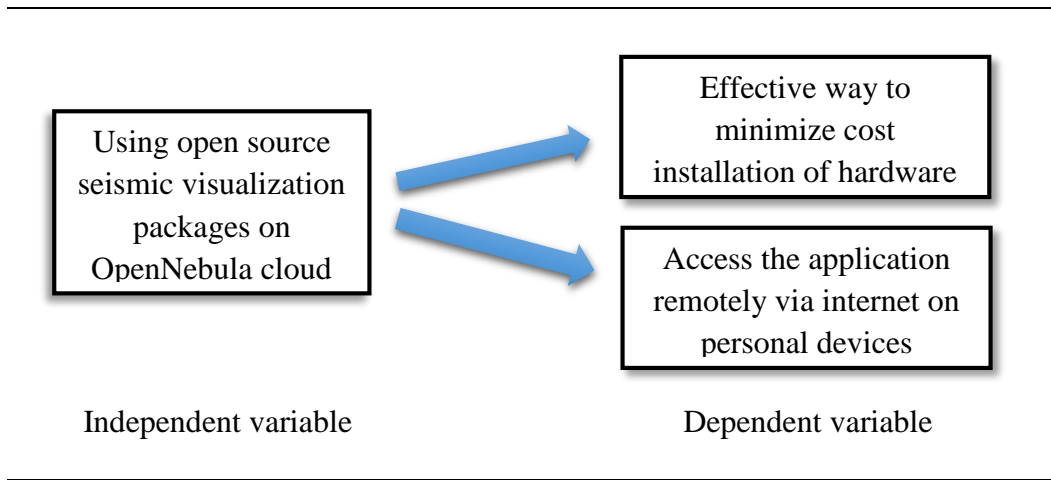 Using open source
seismic visualization
packages on
OpenNebula cloud
Effective way to
minimize cost
installation of hardware
Access the application
remotely via internet on
personal devices
Independent variable
Dependent variable